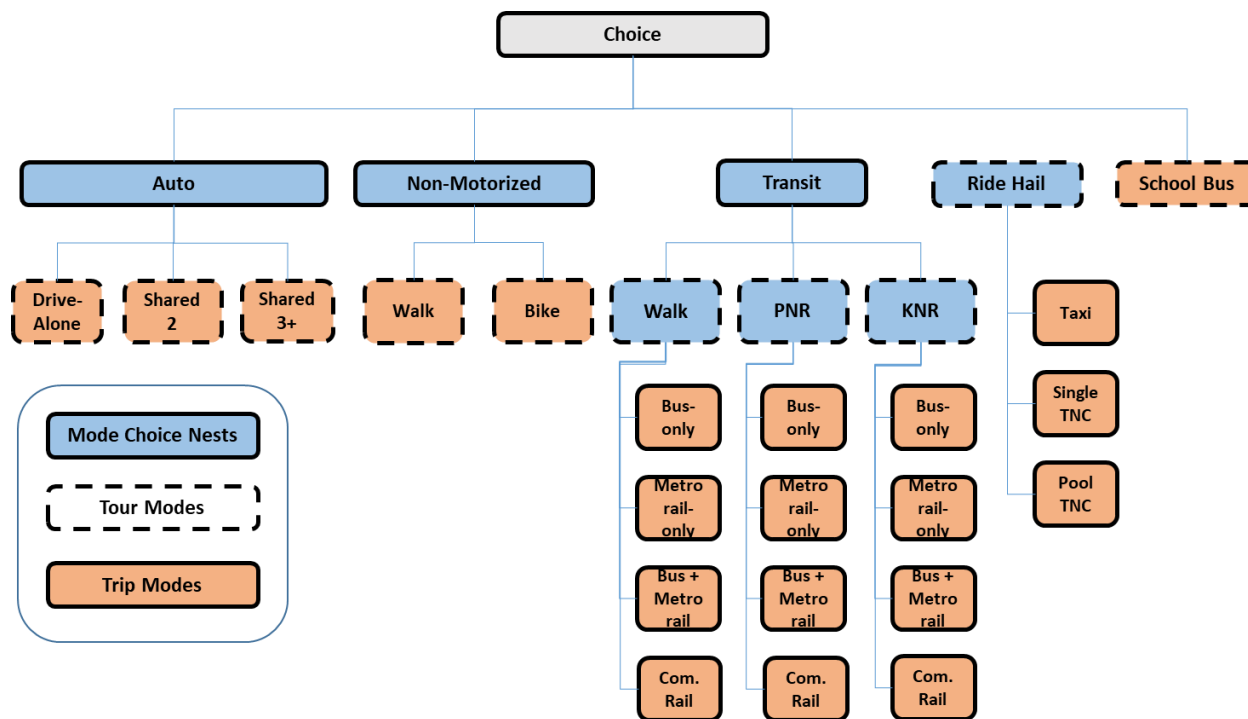 Choice
Auto
Non-Motorized
Transit
Ride Hail
School Bus
Drive-
Alone
Shared
2
Shared
3+
Walk
Bike
Walk
PNR
KNR
Taxi
Single
TNC
Pool
TNC
Bus-
only
Metro
rail-
only
Bus +
Metro
rail
Com.
Rail
Bus-
only
Metro
rail-
only
Bus +
Metro
rail
Com.
Rail
Bus-
only
Metro
rail-
only
Bus +
Metro
rail
Com.
Rail
Mode Choice Nests
Tour Modes
Trip Modes